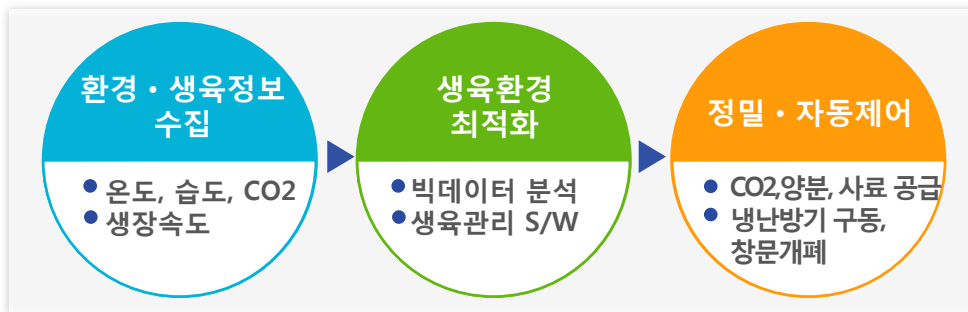 환경・생육정보
수집
● 온도, 습도, CO2
● 생장속도
생육환경
최적화
● 빅데이터 분석
● 생육관리 S/W
정밀・자동제어
● CO2,양분, 사료 공급
● 냉난방기 구동,
창문개폐